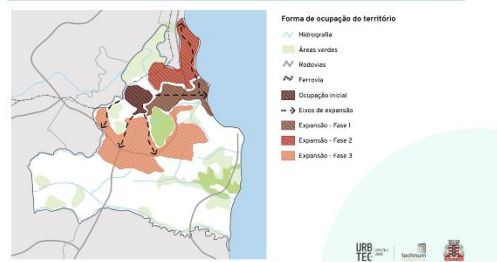 Forma de ocupação do território
Hidrografia
Áreas verdes
Rodovias
Ferrovia
Ocupação inicial
Eixos de expansão
Expansão - Fase 1
Expansão - Fase 2
Expansão - Fase 3
URB
TEC
technum